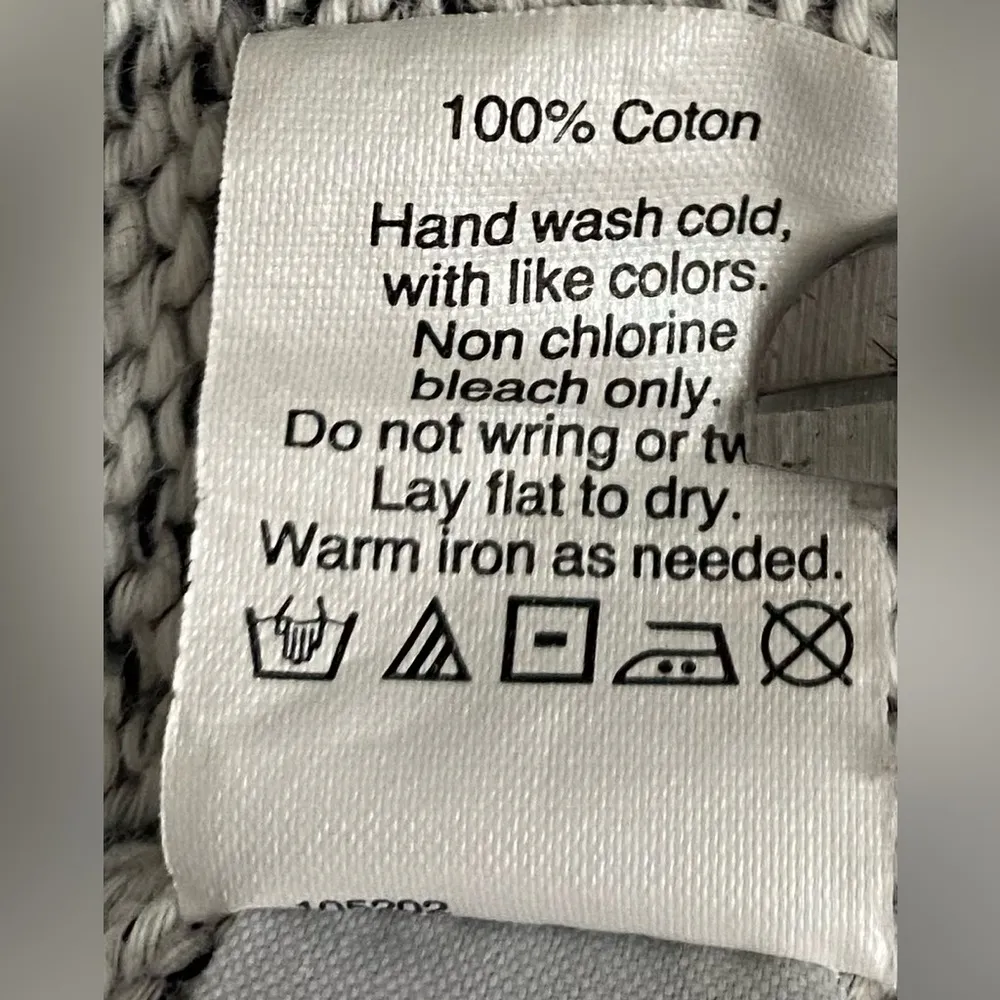 100% Coton
Hand wash cold,
with like colors.
Non chlorine
bleach only.
Do not wring or
Lay flat to dry.
Warm iron as needed.